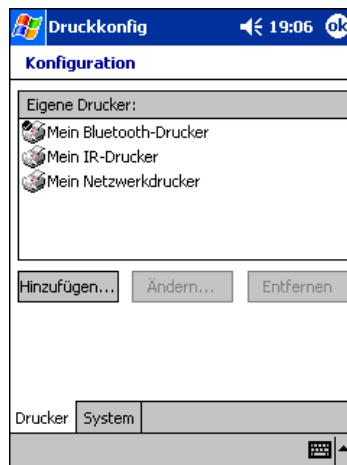 Druckkonfig 19:06 ok
Konfiguration
Eigene Drucker:
Mein Bluetooth-Drucker
Mein IR-Drucker
Mein Netzwerkdrucker
Hinzufügen... Ändern... Entfernen
Drucker System